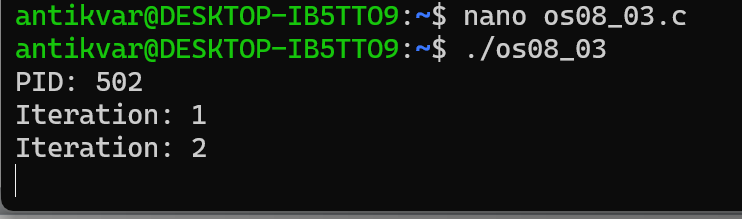 antikvar@DESKTOP-IB5TTO9:~$ nano os08_03.c
antikvar@DESKTOP-IB5TTO9:~$ ./os08_03
PID: 502
Iteration: 1
Iteration: 2